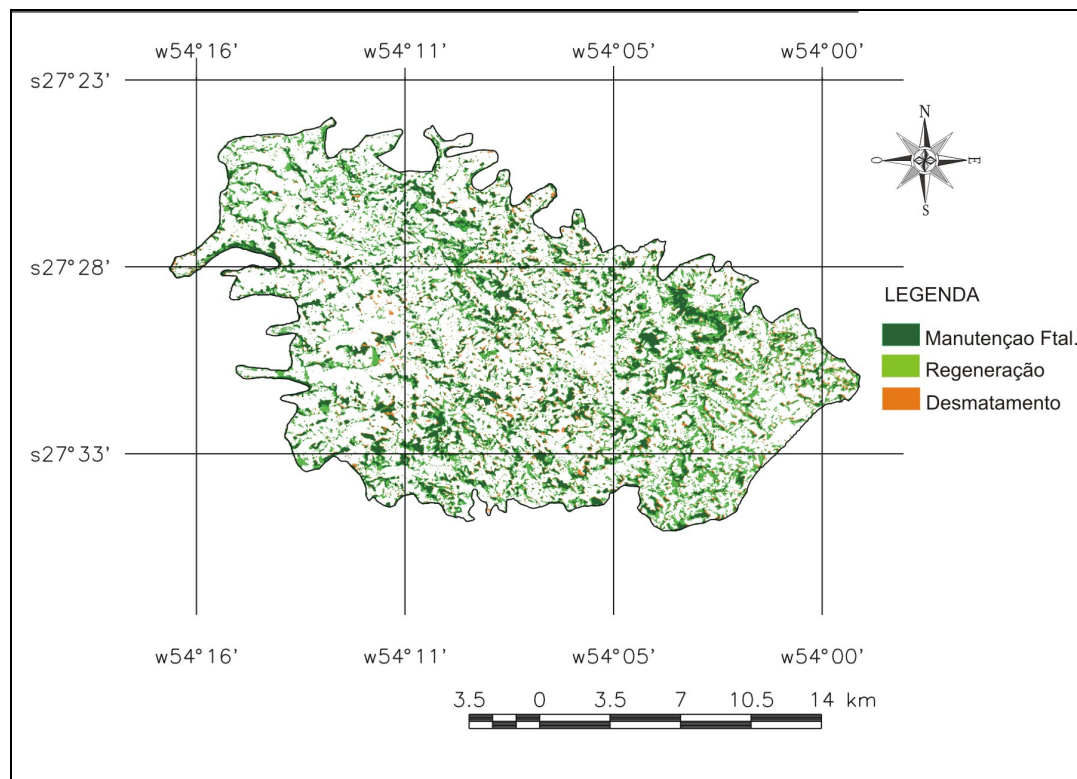 w54°16' w54°11' w54°05' w54°00'
s27°23'
N
O E
S
s27°28'
LEGENDA
Manutençao Ftal.
Regeneração
Desmatamento
s27°33'
w54°16' w54°11' w54°05' w54°00'
3.5 0 3.5 7 10.5 14 km